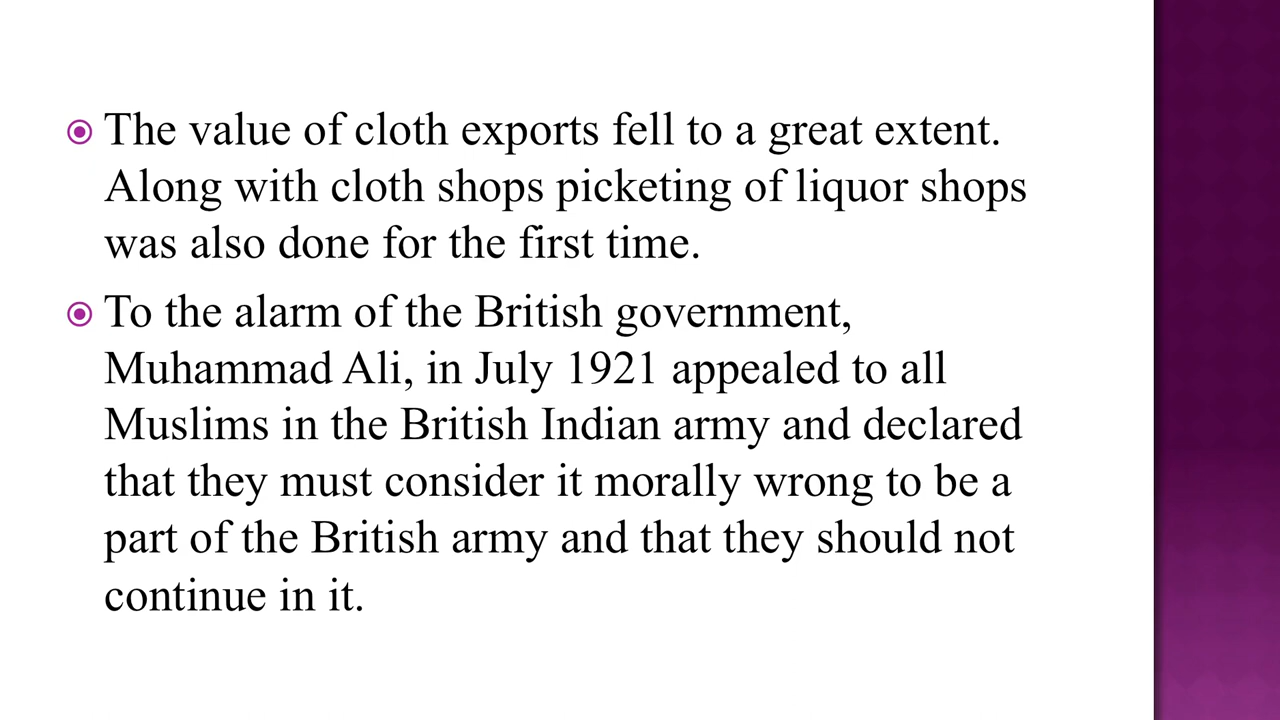 The value of cloth exports fell to a great extent.
Along with cloth shops picketing of liquor shops
was also done for the first time.
To the alarm of the British government,
Muhammad Ali, in July 1921 appealed to all
Muslims in the British Indian army and declared
that they must consider it morally wrong to be a
part of the British army and that they should not
continue in it.